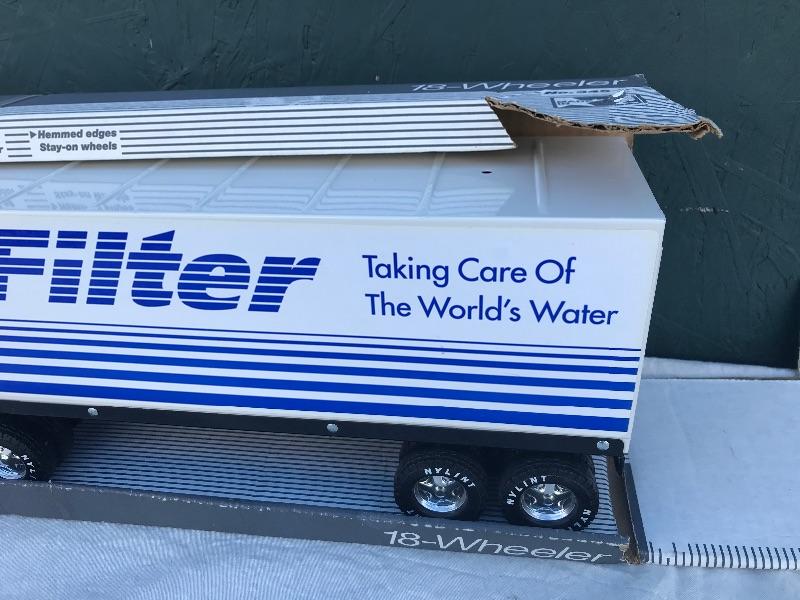 18-Wheeler
Hemmed edges
Stay-on wheels
Filter
Taking Care Of
The World's Water
NYLINT
NYLINT
18-Wheeler